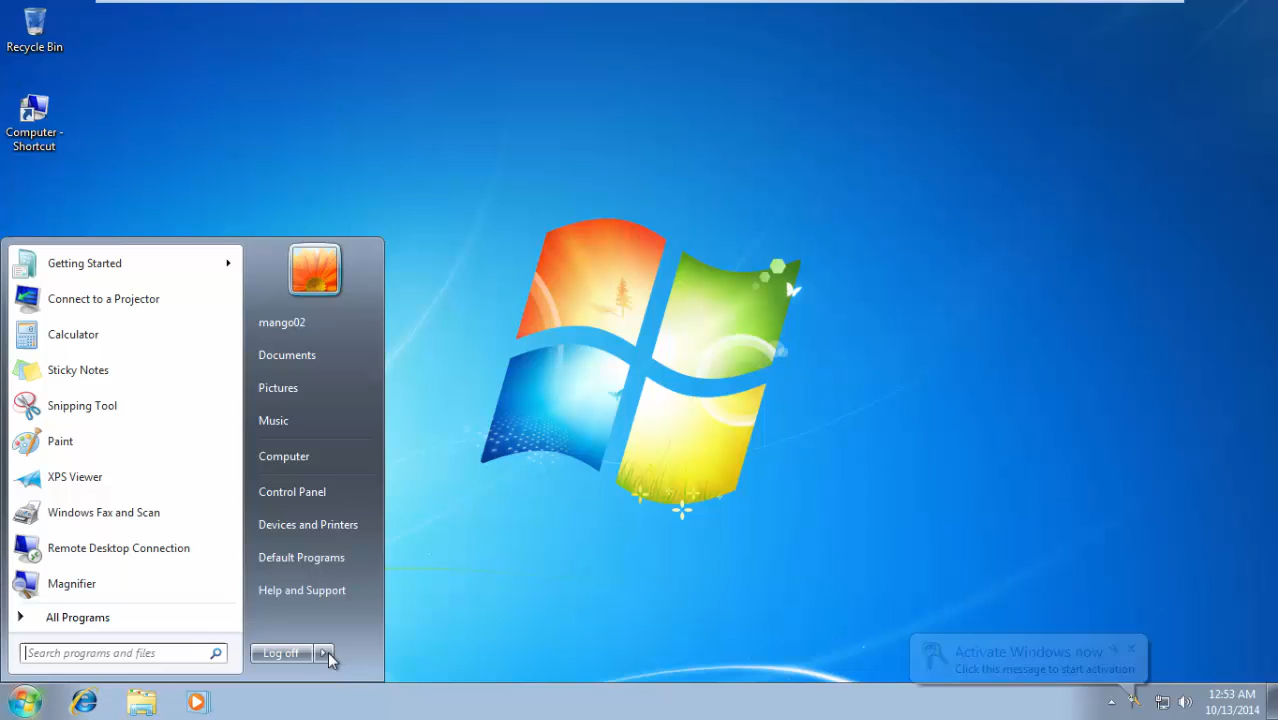 Recycle Bin
Computer -
Shortcut
Getting Started
Connect to a Projector
Calculator
Sticky Notes
Snipping Tool
Paint
XPS Viewer
Windows Fax and Scan
Remote Desktop Connection
Magnifier
All Programs
Search programs and files
mango02
Documents
Pictures
Music
Computer
Control Panel
Devices and Printers
Default Programs
Help and Support
Log off
Activate Windows now
Click this message to start activation
12:53 AM
10/13/2014